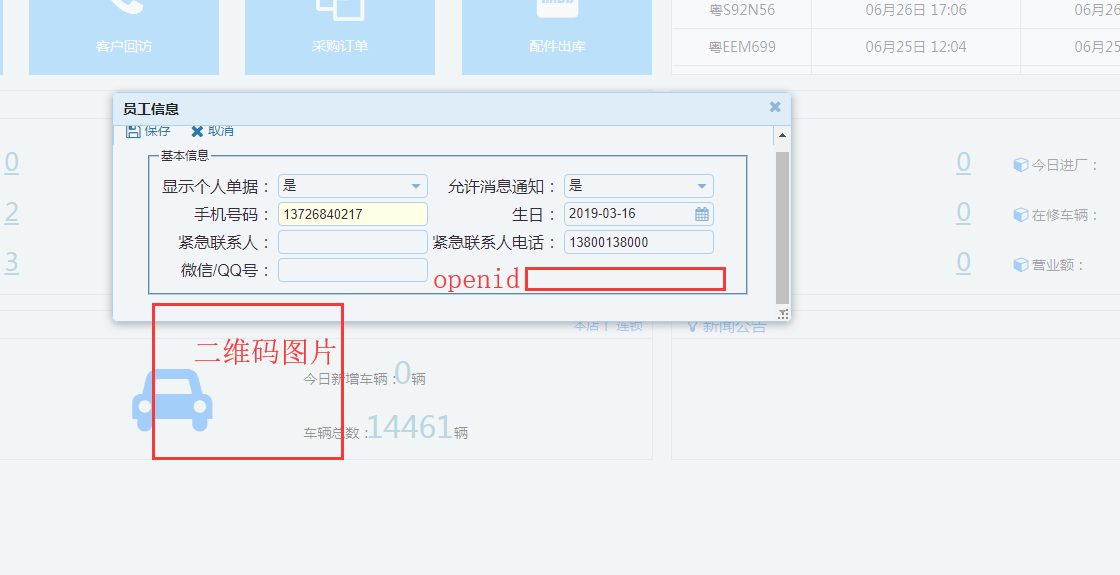 粤S92N56 06月26日 17:06 06月26
客户回访 采购订单 配件出库 粤EEM699 06月25日 12:04 06月25
员工信息
保存 取消
基本信息
显示个人单据： 是 允许消息通知： 是
手机号码： 13726840217 生日： 2019-03-16
紧急联系人： 紧急联系人电话： 13800138000
微信/QQ号： openid
0 0 今日进厂：
2 0 在修车辆：
3 0 营业额：
本店 | 连锁 新闻公告
二维码图片
今日新增车辆：0辆
车辆总数：14461辆